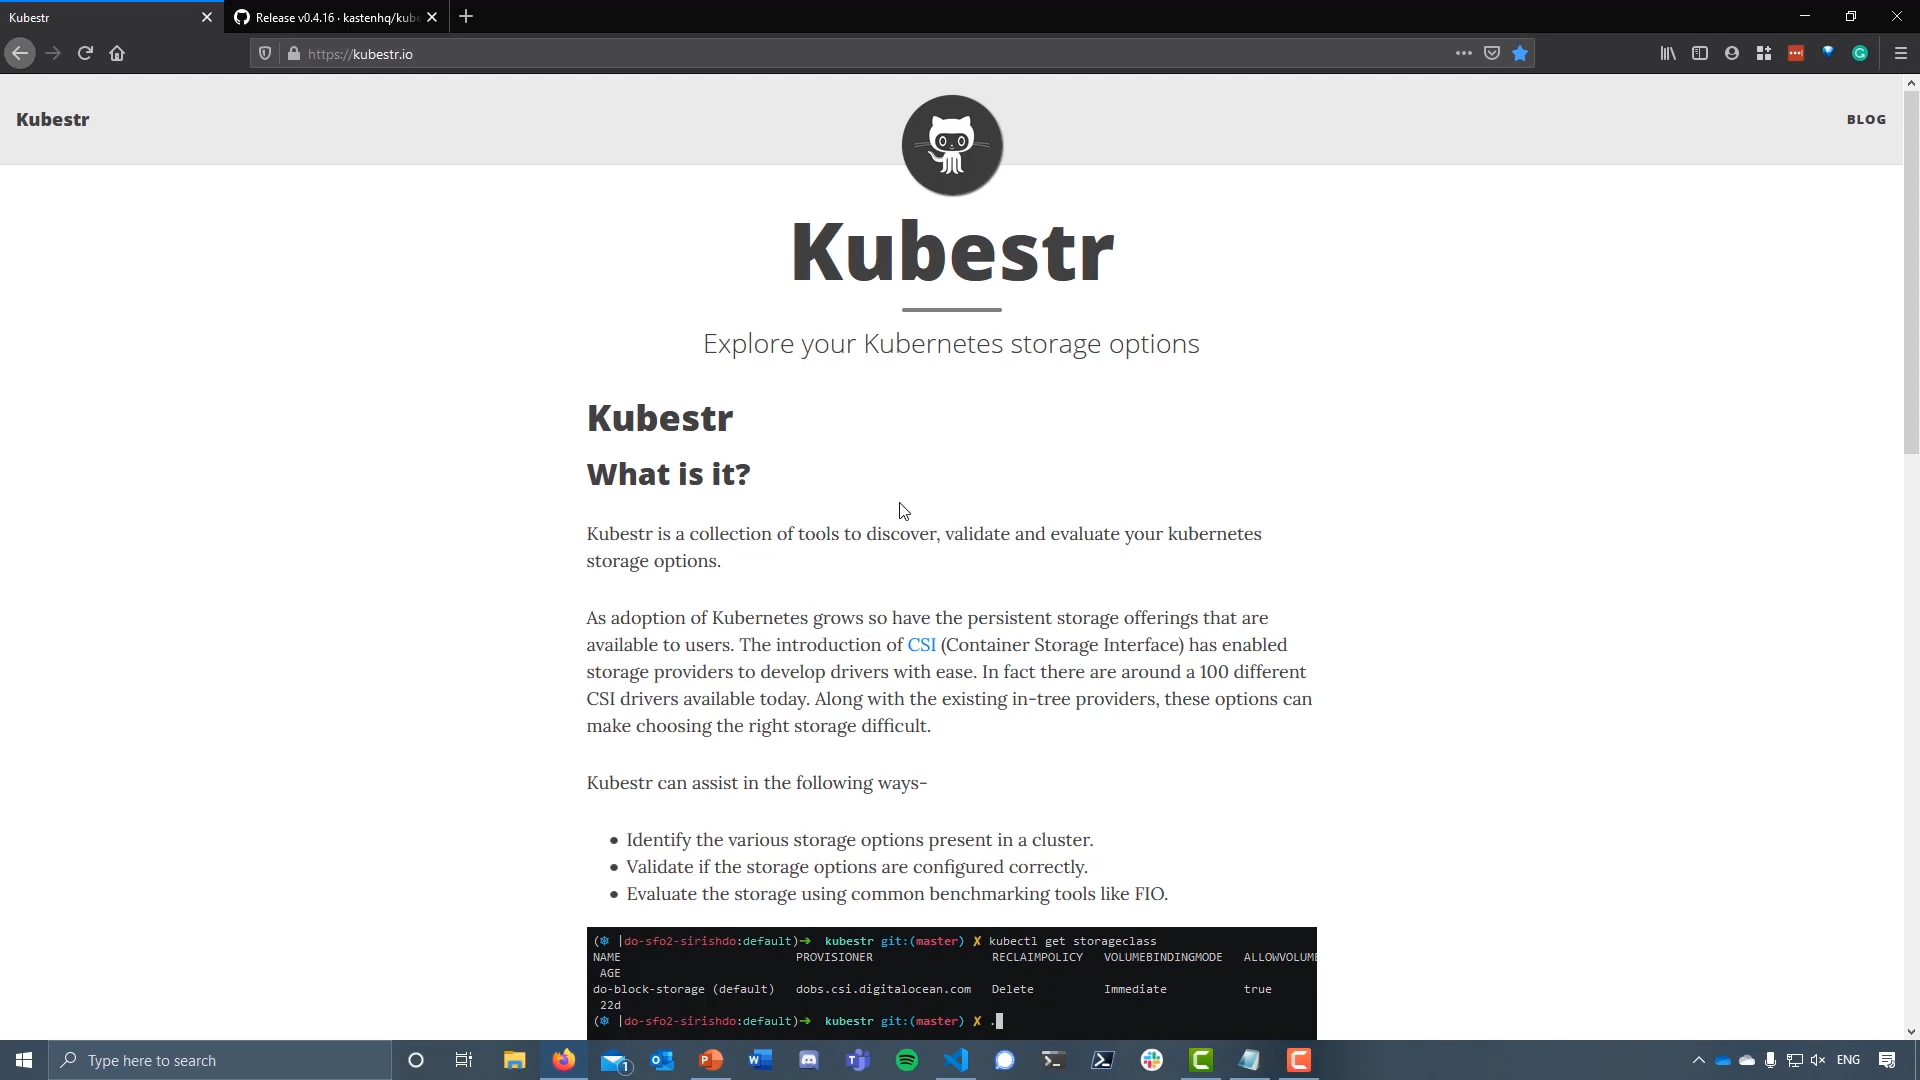 Kubestr
Release v0.4.16 · kastenhq/kube
https://kubestr.io
Kubestr
BLOG
Kubestr
Explore your Kubernetes storage options
Kubestr
What is it?
Kubestr is a collection of tools to discover, validate and evaluate your kubernetes
storage options.
As adoption of Kubernetes grows so have the persistent storage offerings that are
available to users. The introduction of CSI (Container Storage Interface) has enabled
storage providers to develop drivers with ease. In fact there are around a 100 different
CSI drivers available today. Along with the existing in-tree providers, these options can
make choosing the right storage difficult.
Kubestr can assist in the following ways-
• Identify the various storage options present in a cluster.
• Validate if the storage options are configured correctly.
• Evaluate the storage using common benchmarking tools like FIO.
(⎈ |do-sfo2-sirishdo:default)➜ kubestr git:(master) ✗ kubectl get storageclass
NAME PROVISIONER RECLAIMPOLICY VOLUMEBINDINGMODE ALLOWVOLUME
AGE
do-block-storage (default) dobs.csi.digitalocean.com Delete Immediate true
22d
(⎈ |do-sfo2-sirishdo:default)➜ kubestr git:(master) ✗ .
Type here to search
1
ENG